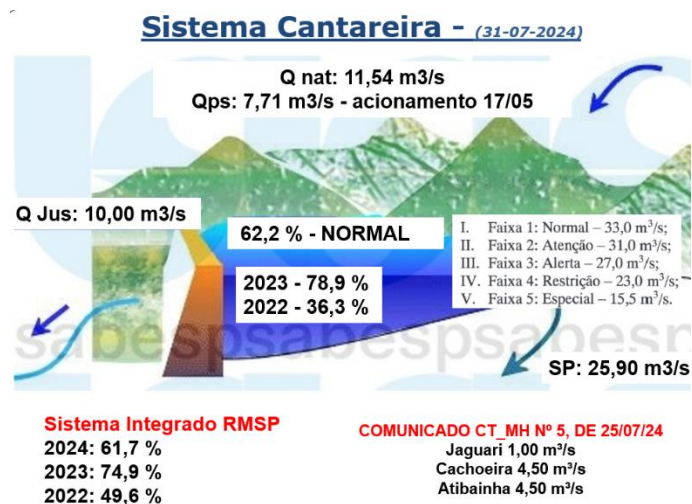 Sistema Cantareira - (31-07-2024)
Q nat: 11,54 m3/s
Qps: 7,71 m3/s - acionamento 17/05
Q Jus: 10,00 m3/s
62,2 % - NORMAL
2023 - 78,9 %
2022 - 36,3 %
I. Faixa 1: Normal – 33,0 m³/s;
II. Faixa 2: Atenção – 31,0 m³/s;
III. Faixa 3: Alerta – 27,0 m³/s;
IV. Faixa 4: Restrição – 23,0 m³/s;
V. Faixa 5: Especial – 15,5 m³/s.
sabespsabespsabespsabesp
SP: 25,90 m3/s
Sistema Integrado RMSP
2024: 61,7 %
2023: 74,9 %
2022: 49,6 %
COMUNICADO CT_MH Nº 5, DE 25/07/24
Jaguari 1,00 m³/s
Cachoeira 4,50 m³/s
Atibainha 4,50 m³/s